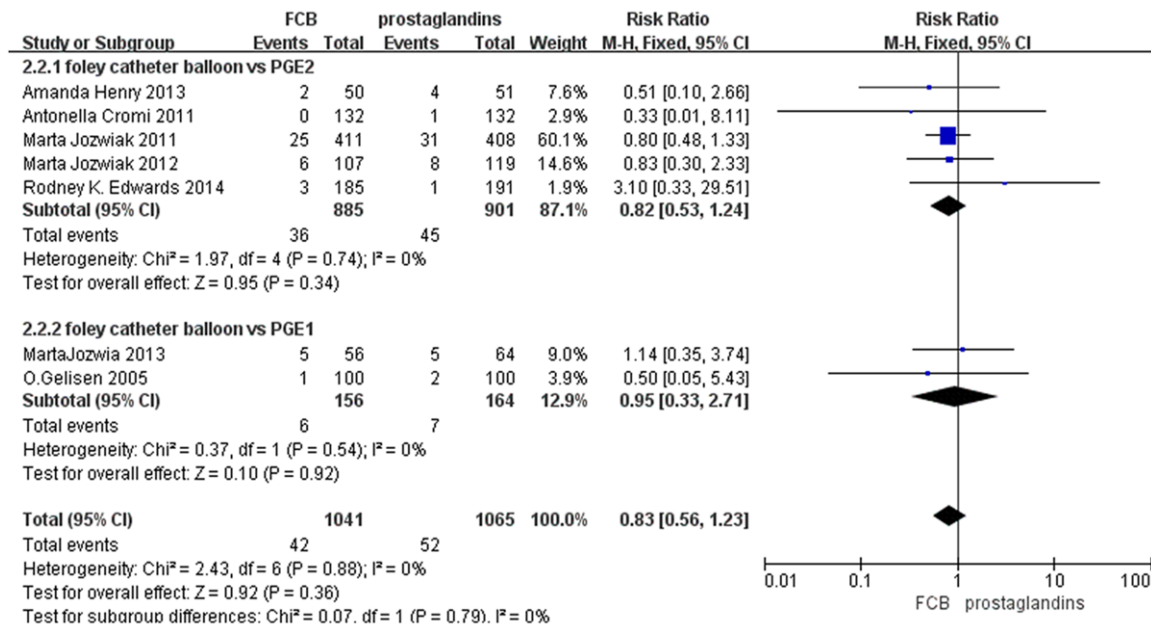 FCB prostaglandins Risk Ratio Risk Ratio
Study or Subgroup Events Total Events Total Weight M-H, Fixed, 95% CI M-H, Fixed, 95% CI
2.2.1 foley catheter balloon vs PGE2
Amanda Henry 2013 2 50 4 51 7.6% 0.51 [0.10, 2.66]
Antonella Cromi 2011 0 132 1 132 2.9% 0.33 [0.01, 8.11]
Marta Jozwiak 2011 25 411 31 408 60.1% 0.80 [0.48, 1.33]
Marta Jozwiak 2012 6 107 8 119 14.6% 0.83 [0.30, 2.33]
Rodney K. Edwards 2014 3 185 1 191 1.9% 3.10 [0.33, 29.51]
Subtotal (95% CI) 885 901 87.1% 0.82 [0.53, 1.24]
Total events 36 45
Heterogeneity: Chi² = 1.97, df = 4 (P = 0.74); I² = 0%
Test for overall effect: Z = 0.95 (P = 0.34)
2.2.2 foley catheter balloon vs PGE1
MartaJozwia 2013 5 56 5 64 9.0% 1.14 [0.35, 3.74]
O.Gelisen 2005 1 100 2 100 3.9% 0.50 [0.05, 5.43]
Subtotal (95% CI) 156 164 12.9% 0.95 [0.33, 2.71]
Total events 6 7
Heterogeneity: Chi² = 0.37, df = 1 (P = 0.54); I² = 0%
Test for overall effect: Z = 0.10 (P = 0.92)
Total (95% CI) 1041 1065 100.0% 0.83 [0.56, 1.23]
Total events 42 52
Heterogeneity: Chi² = 2.43, df = 6 (P = 0.88); I² = 0%
Test for overall effect: Z = 0.92 (P = 0.36)
Test for subgroup differences: Chi² = 0.07, df = 1 (P = 0.79), I² = 0%
0.01 0.1 1 10 100
FCB prostaglandins